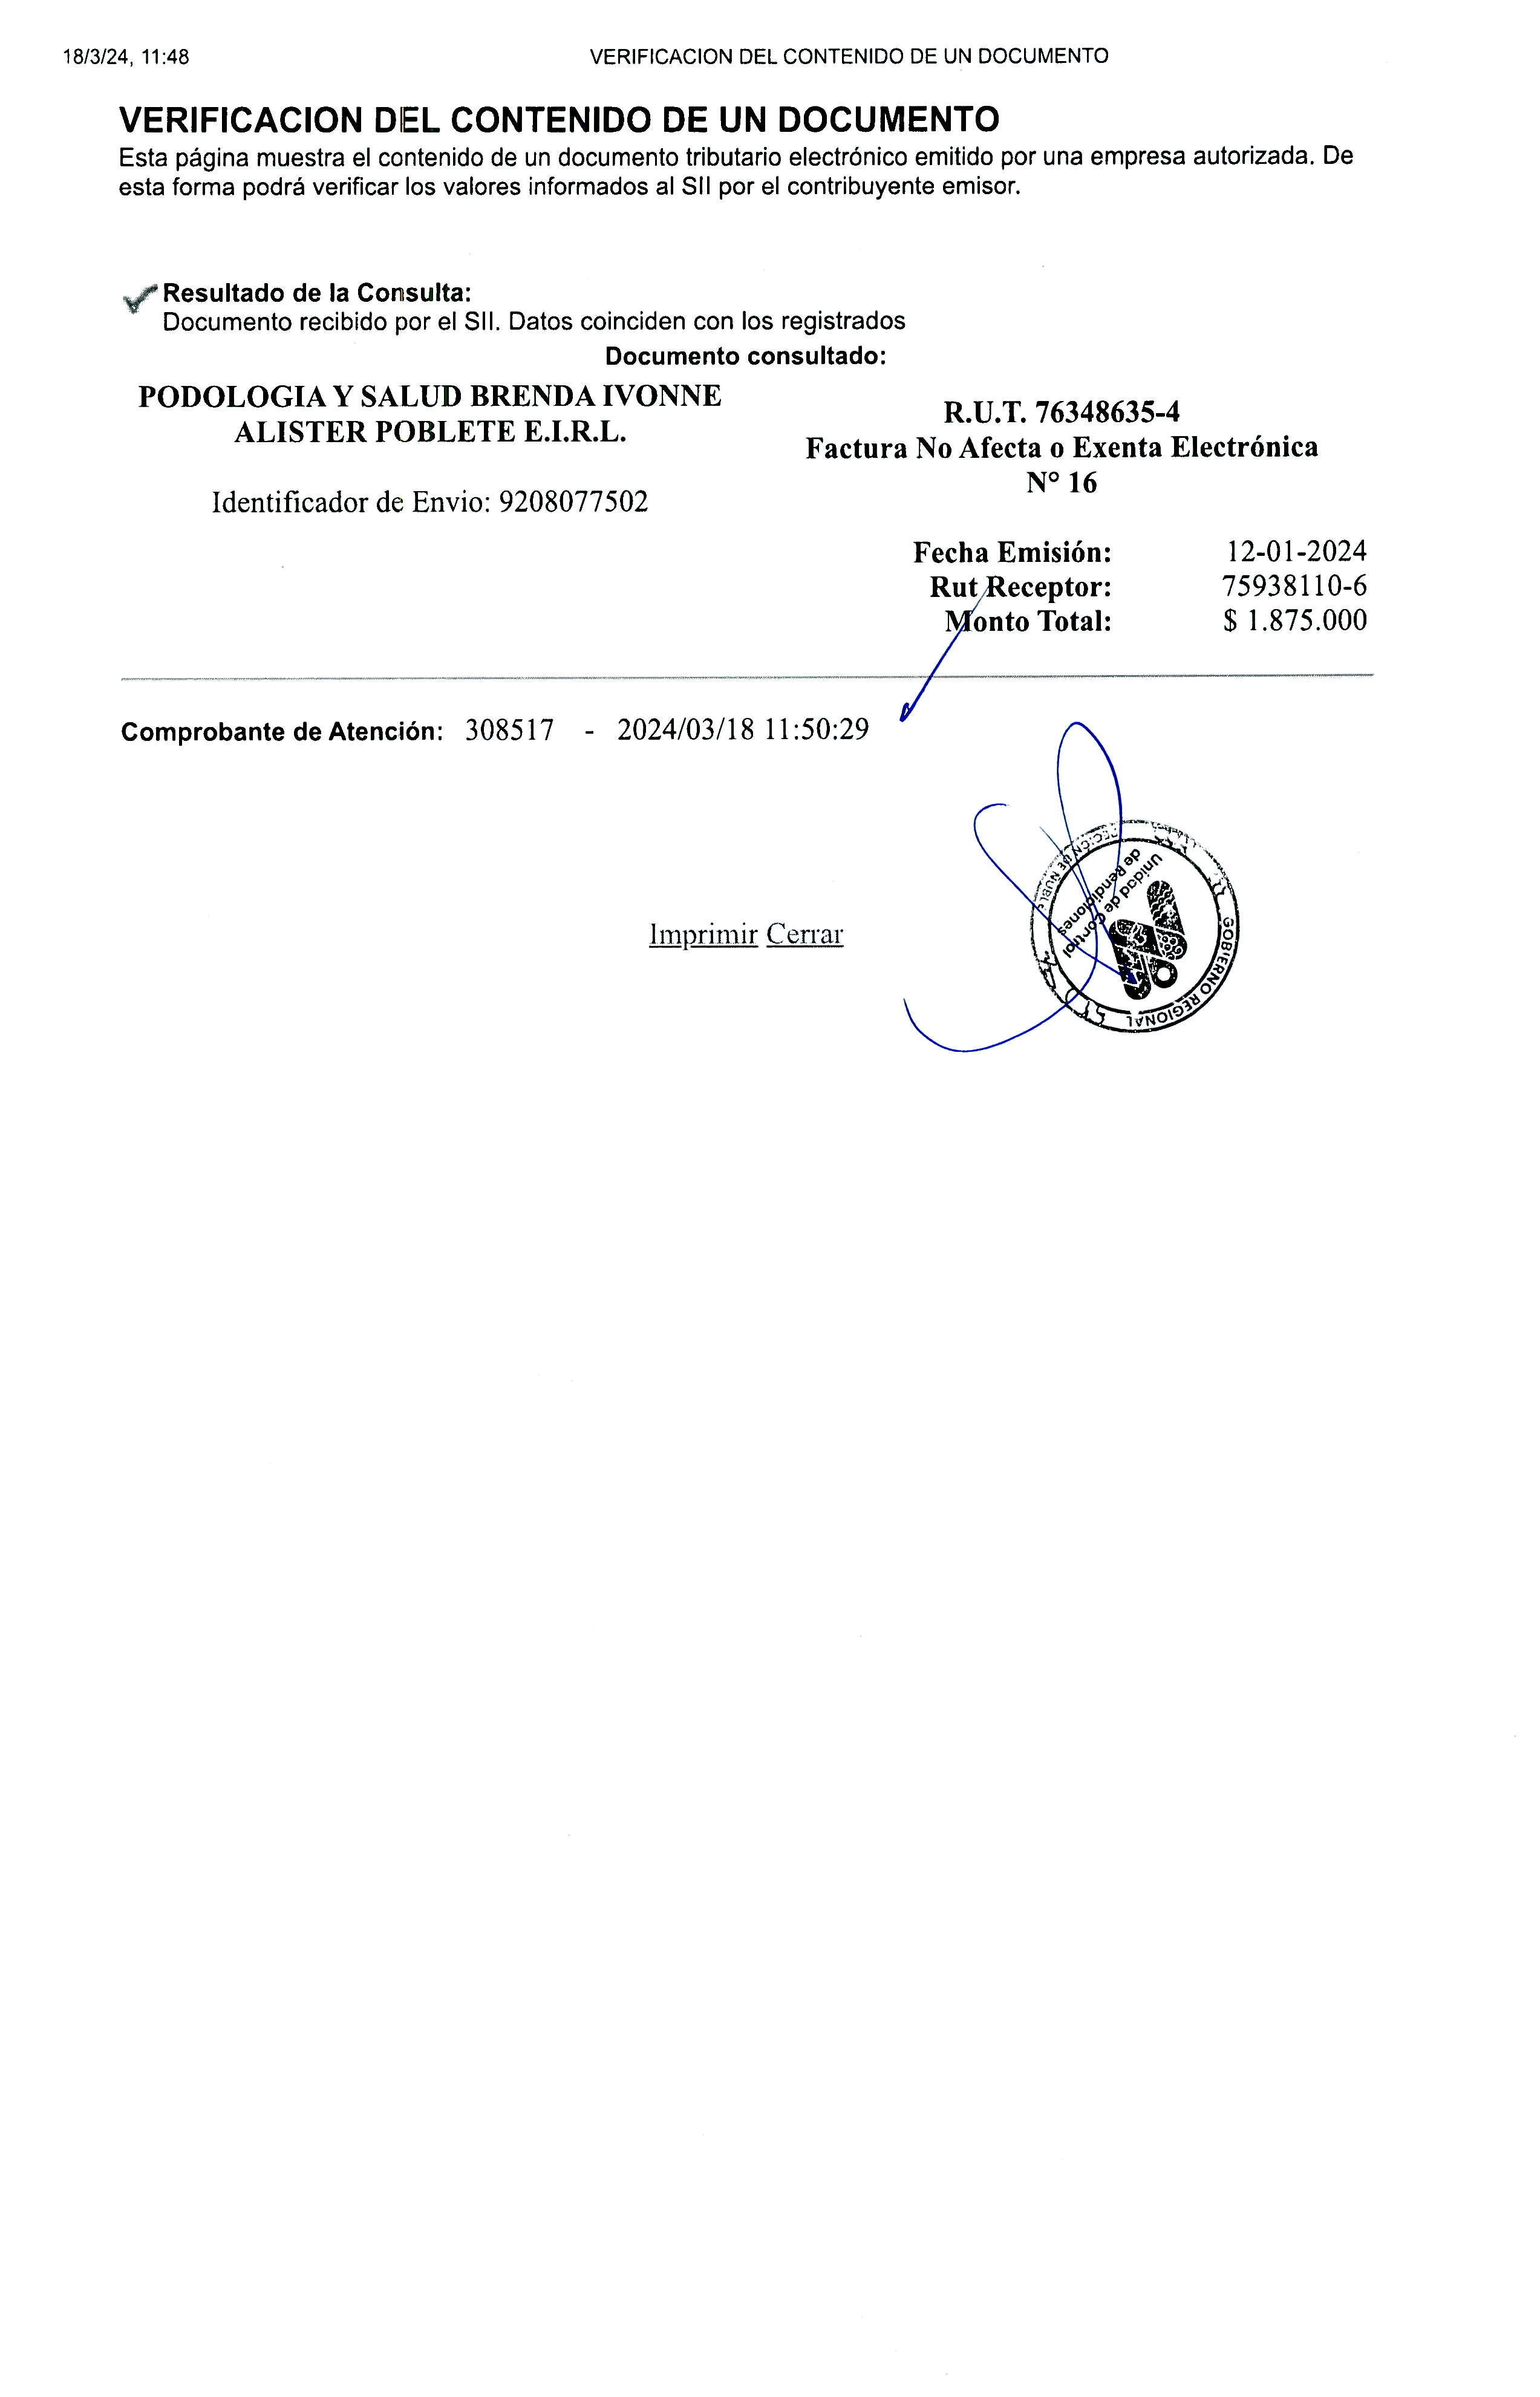 18/3/24, 11:48 VERIFICACION DEL CONTENIDO DE UN DOCUMENTO
VERIFICACION DEL CONTENIDO DE UN DOCUMENTO
Esta página muestra el contenido de un documento tributario electrónico emitido por una empresa autorizada. De
esta forma podrá verificar los valores informados al SII por el contribuyente emisor.
Resultado de la Consulta:
Documento recibido por el SII. Datos coinciden con los registrados
Documento consultado:
PODOLOGIA Y SALUD BRENDA IVONNE
ALISTER POBLETE E.I.R.L.
Identificador de Envio: 9208077502
R.U.T. 76348635-4
Factura No Afecta o Exenta Electrónica
N° 16
Fecha Emisión: 12-01-2024
Rut Receptor: 75938110-6
Monto Total: $ 1.875.000
Comprobante de Atención: 308517 - 2024/03/18 11:50:29
Imprimir Cerrar
GOBIERNO REGIONAL
Unidad de Control
de Rendiciones